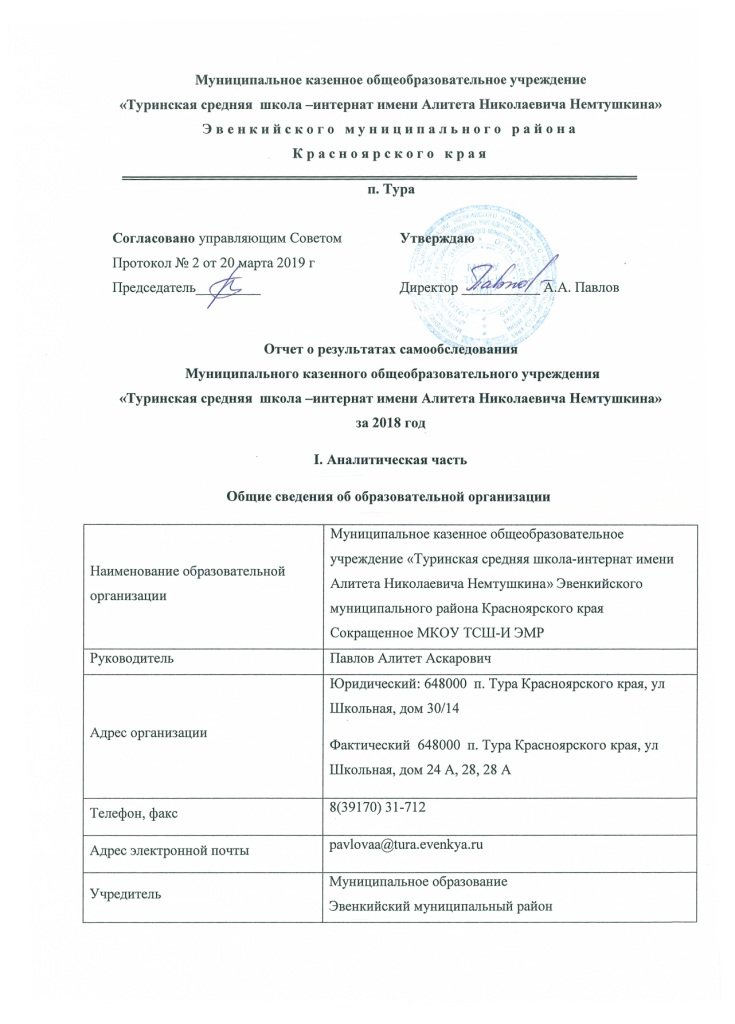 Муниципальное казенное общеобразовательное учреждение
«Туринская средняя школа –интернат имени Алитета Николаевича Немтушкина»
Эвенкийского муниципального района
Красноярского края
п. Тура
Согласовано управляющим Советом
Протокол № 2 от 20 марта 2019 г
Председатель_________
Утверждаю
Директор ___________ А.А. Павлов
Отчет о результатах самообследования
Муниципального казенного общеобразовательного учреждения
«Туринская средняя школа –интернат имени Алитета Николаевича Немтушкина»
за 2018 год
I. Аналитическая часть
Общие сведения об образовательной организации
Наименование образовательной
организации
Муниципальное казенное общеобразовательное
учреждение «Туринская средняя школа-интернат имени
Алитета Николаевича Немтушкина» Эвенкийского
муниципального района Красноярского края
Сокращенное МКОУ ТСШ-И ЭМР
Руководитель
Павлов Алитет Аскарович
Адрес организации
Юридический: 648000 п. Тура Красноярского края, ул
Школьная, дом 30/14
Фактический 648000 п. Тура Красноярского края, ул
Школьная, дом 24 А, 28, 28 А
Телефон, факс
8(39170) 31-712
Адрес электронной почты
pavlovaa@tura.evenkya.ru
Учредитель
Муниципальное образование
Эвенкийский муниципальный район